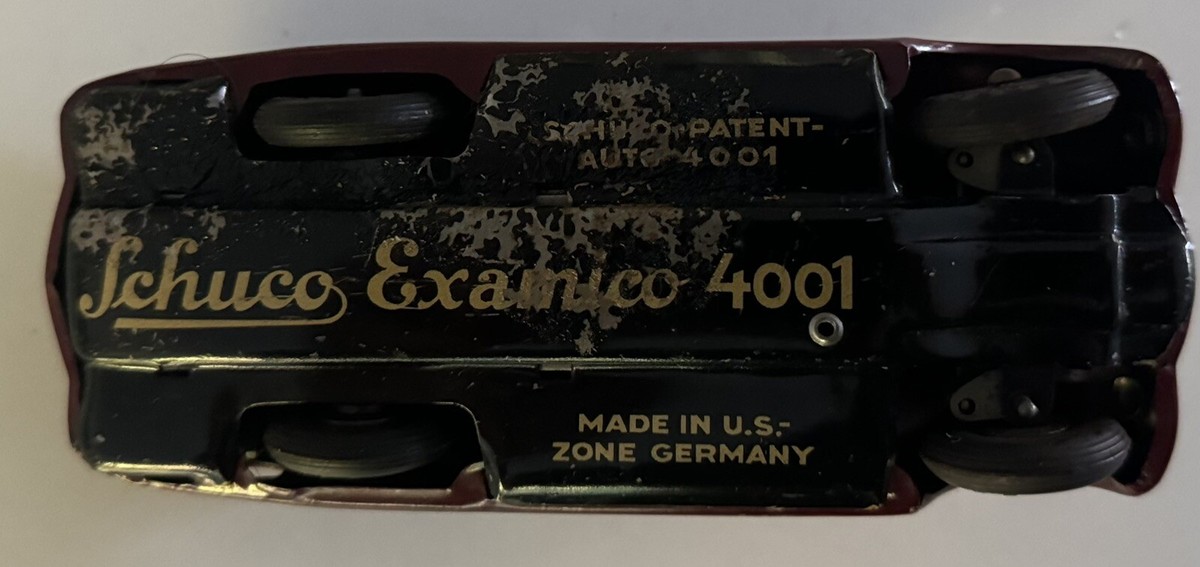 SCHUCO-PATENT-
AUTO 4001
Schuco Examico 4001
MADE IN U.S.-
ZONE GERMANY